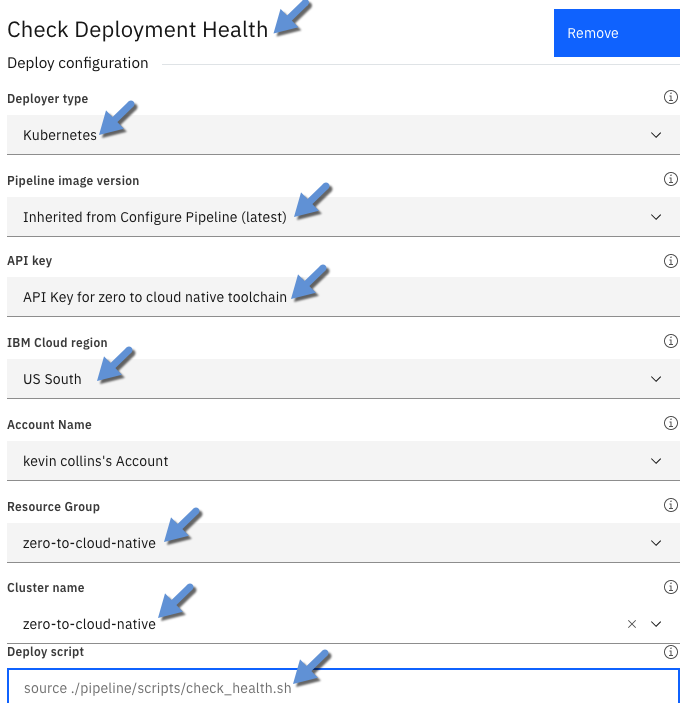 Check Deployment Health
Remove
Deploy configuration
Deployer type
Kubernetes
Pipeline image version
Inherited from Configure Pipeline (latest)
API key
API Key for zero to cloud native toolchain
IBM Cloud region
US South
Account Name
kevin collins's Account
Resource Group
zero-to-cloud-native
Cluster name
zero-to-cloud-native
Deploy script
source ./pipeline/scripts/check_health.sh